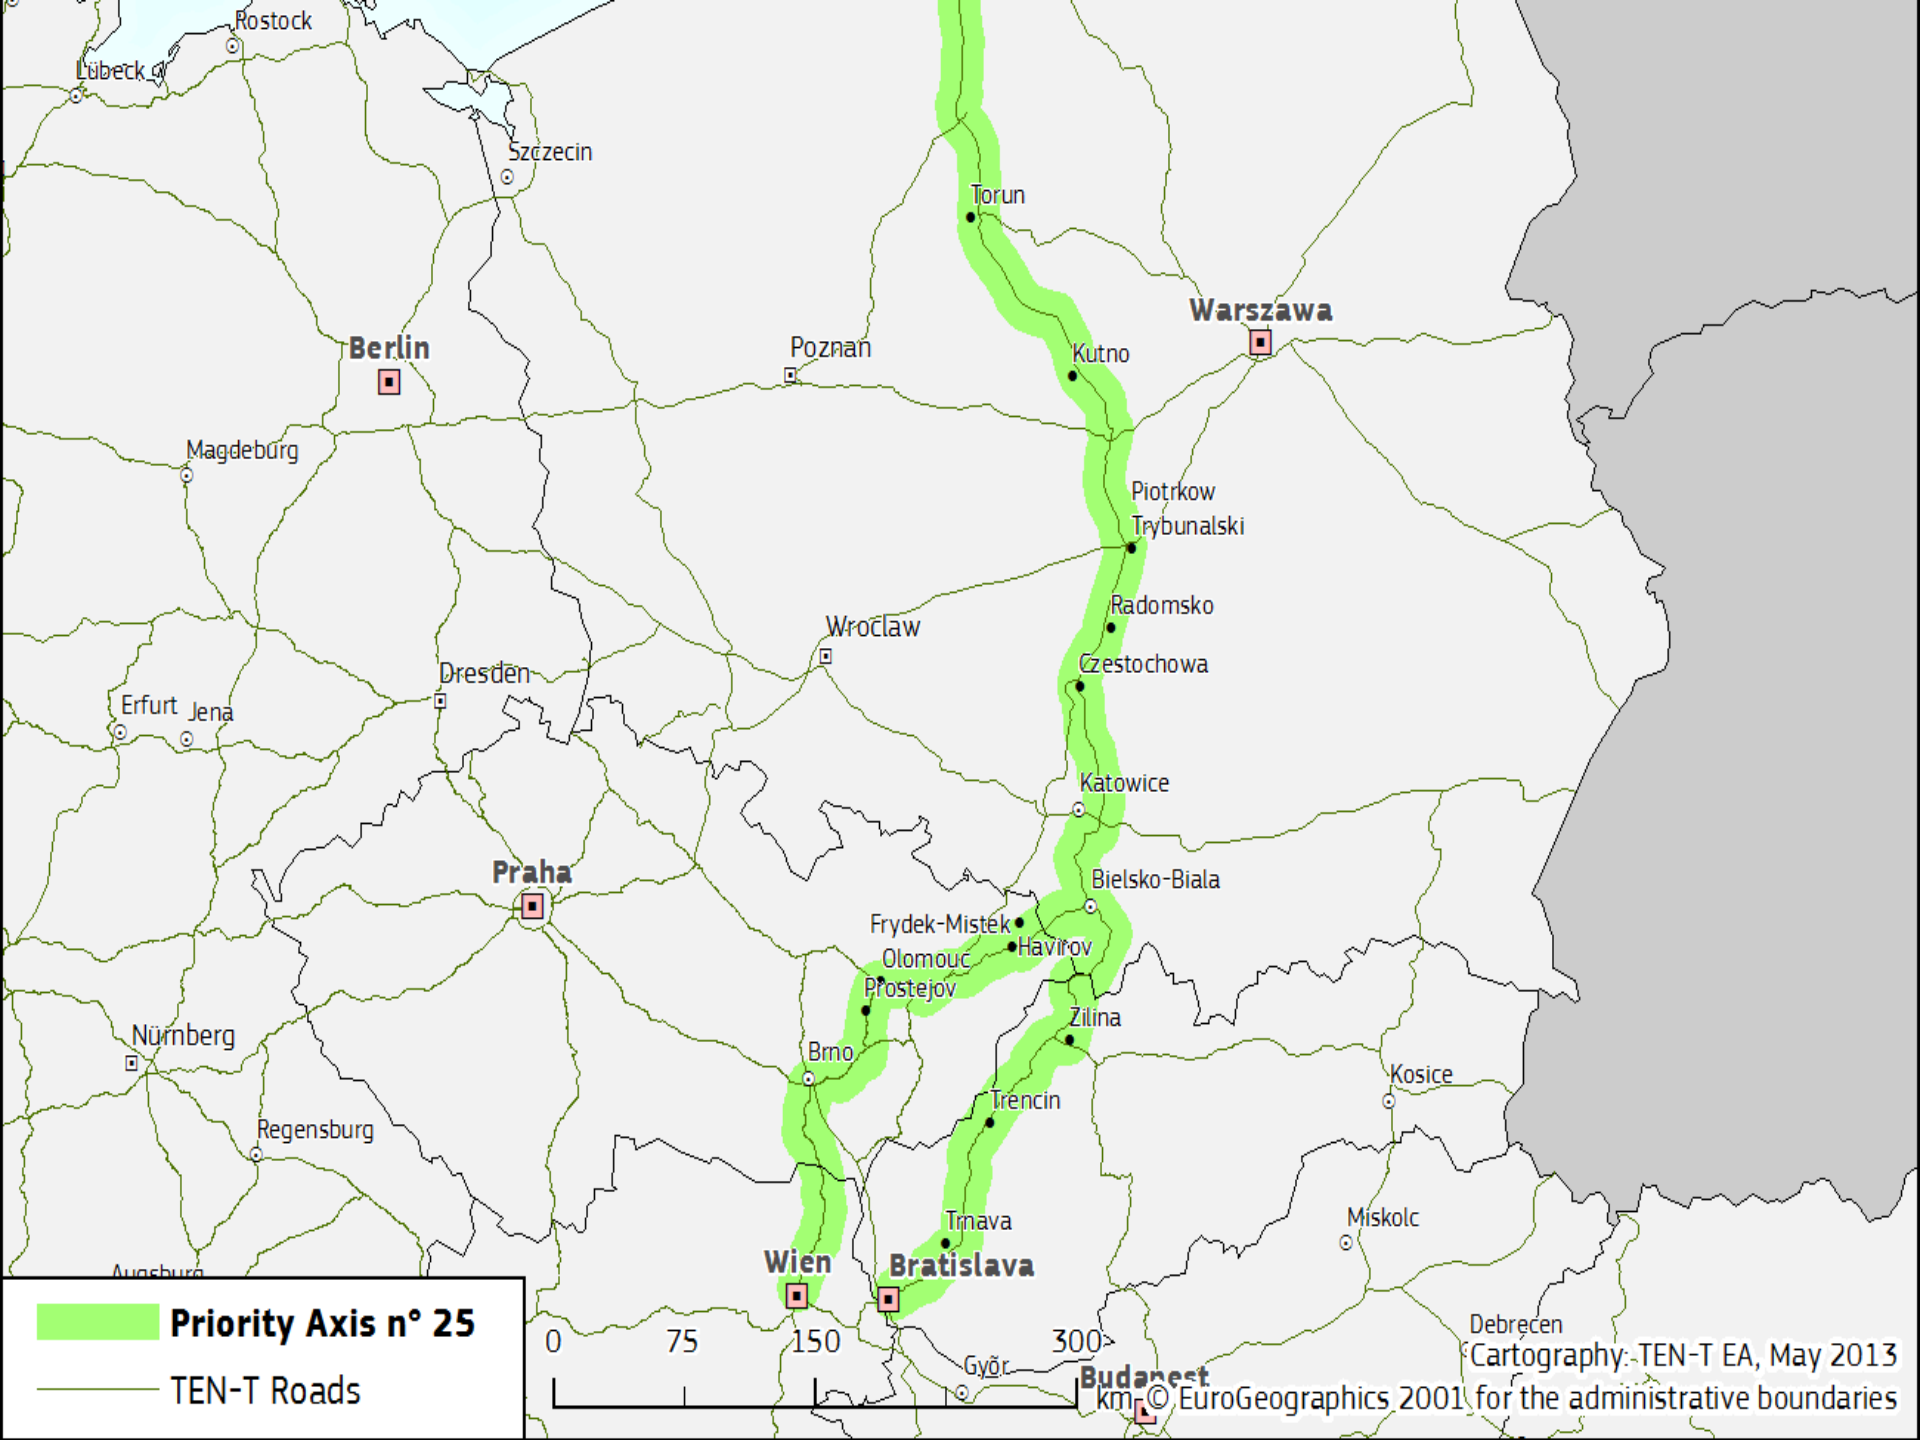 Rostock
Lübeck
Szczecin
Torun
Warszawa
Berlin
Poznan
Kutno
Magdeburg
Piotrkow
Trybunalski
Radomsko
Wroclaw
Czestochowa
Dresden
Erfurt
Jena
Katowice
Praha
Bielsko-Biala
Frydek-Mistek
Havirov
Olomouc
Prostejov
Zilina
Nürnberg
Brno
Kosice
Trencin
Regensburg
Miskolc
Trnava
Wien
Bratislava
Augsburg
Priority Axis n° 25
TEN-T Roads
0 75 150 300
km
Györ
Budapest
Debrecen
Cartography: TEN-T EA, May 2013
© EuroGeographics 2001 for the administrative boundaries